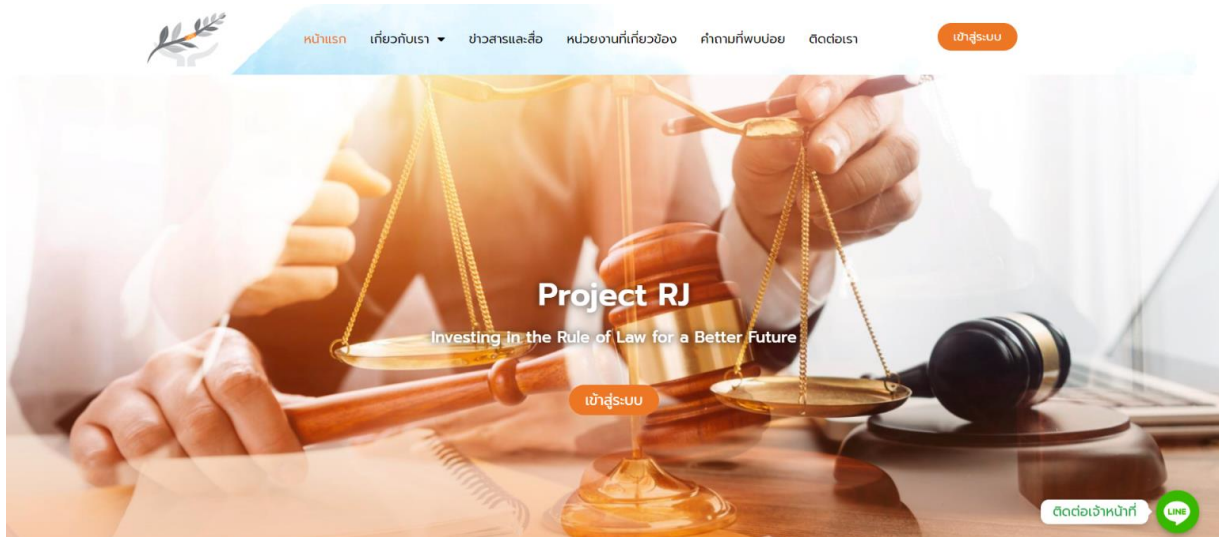 หน้าแรก เกี่ยวกับเรา ข่าวสารและสื่อ หน่วยงานที่เกี่ยวข้อง คำถามที่พบบ่อย ติดต่อเรา เข้าสู่ระบบ
Project RJ
Investing in the Rule of Law for a Better Future
เข้าสู่ระบบ
ติดต่อเจ้าหน้าที่ LINE